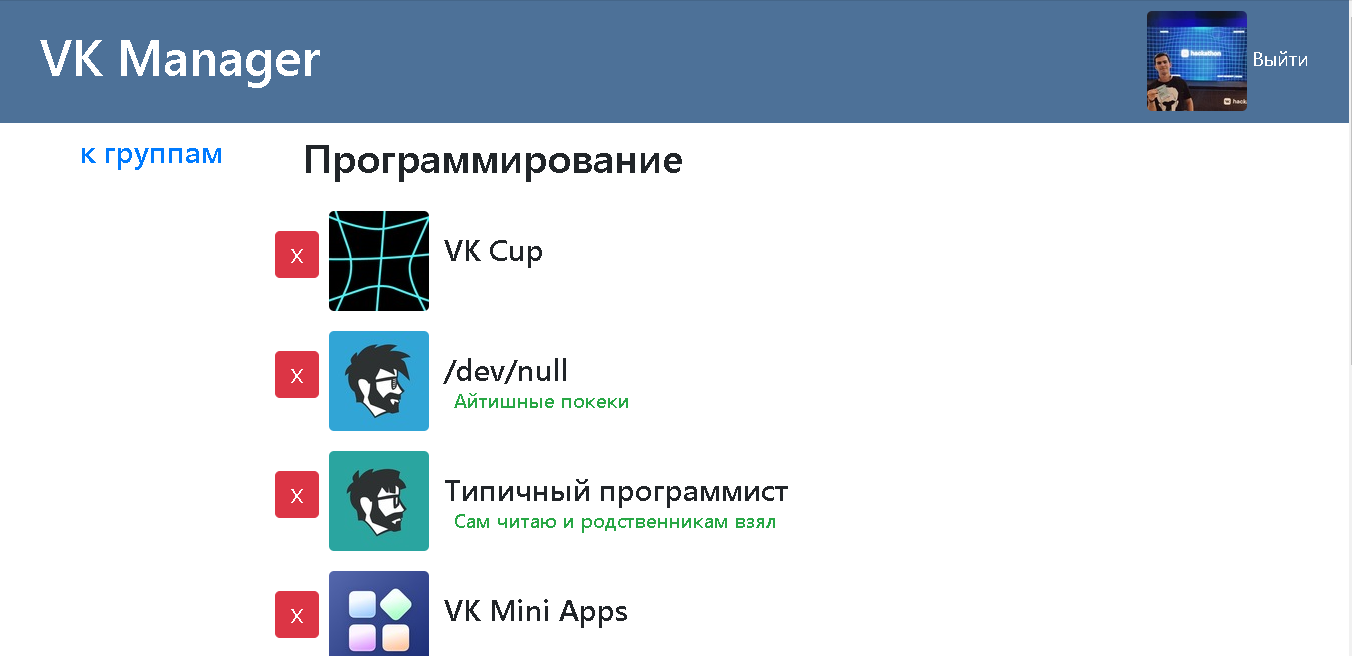 VK Manager
hackathon
Выйти
к группам
Программирование
X
VK Cup
X
/dev/null
Айтишные покеки
X
Типичный программист
Сам читаю и родственникам взял
X
VK Mini Apps